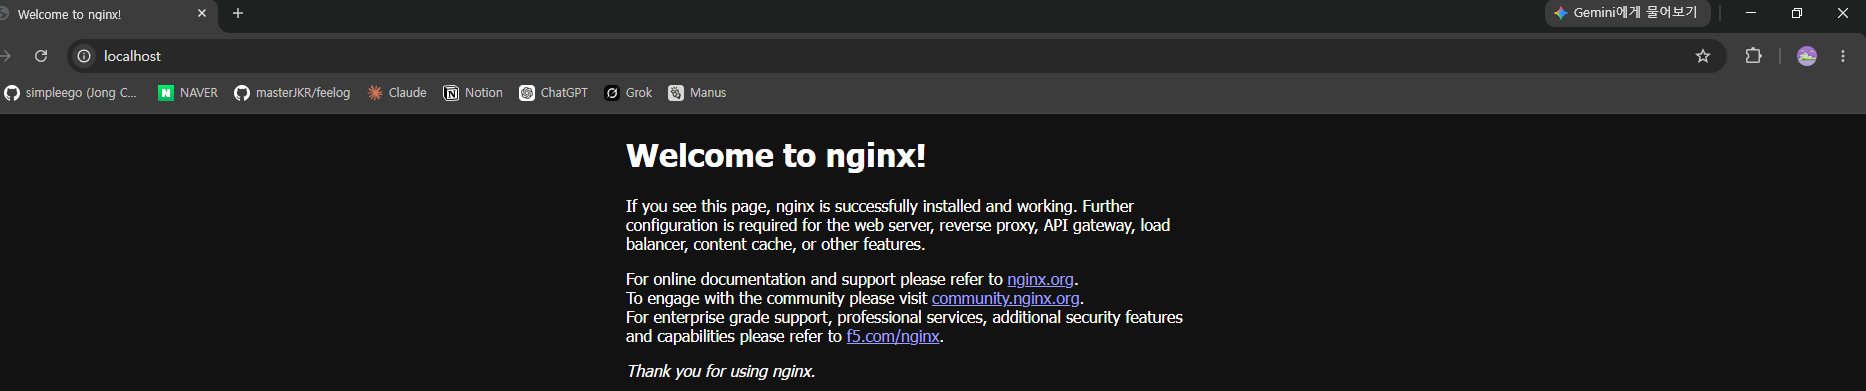 Welcome to nginx!
Gemini에게 물어보기
localhost
simpleego (Jong C...
NAVER
masterJKR/feelog
Claude
Notion
ChatGPT
Grok
Manus
Welcome to nginx!
If you see this page, nginx is successfully installed and working. Further
configuration is required for the web server, reverse proxy, API gateway, load
balancer, content cache, or other features.
For online documentation and support please refer to nginx.org.
To engage with the community please visit community.nginx.org.
For enterprise grade support, professional services, additional security features
and capabilities please refer to f5.com/nginx.
Thank you for using nginx.